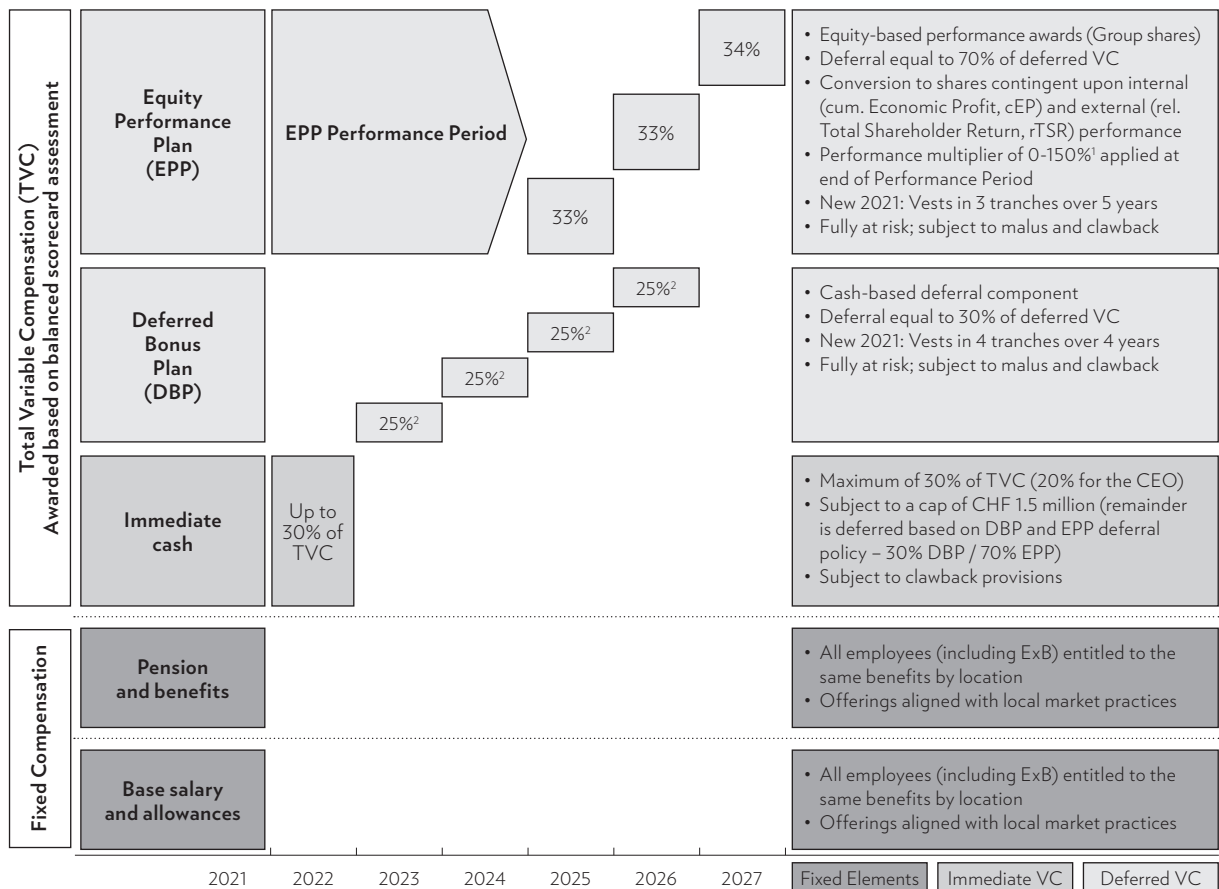 Total Variable Compensation (TVC)
Awarded based on balanced scorecard assessment
Equity
Performance
Plan
(EPP)
EPP Performance Period
33%
33%
34%
• Equity-based performance awards (Group shares)
• Deferral equal to 70% of deferred VC
• Conversion to shares contingent upon internal
(cum. Economic Profit, cEP) and external (rel.
Total Shareholder Return, rTSR) performance
• Performance multiplier of 0-150%¹ applied at
end of Performance Period
• New 2021: Vests in 3 tranches over 5 years
• Fully at risk; subject to malus and clawback
Deferred
Bonus
Plan
(DBP)
25%²
25%²
25%²
25%²
• Cash-based deferral component
• Deferral equal to 30% of deferred VC
• New 2021: Vests in 4 tranches over 4 years
• Fully at risk; subject to malus and clawback
Immediate
cash
Up to
30% of
TVC
• Maximum of 30% of TVC (20% for the CEO)
• Subject to a cap of CHF 1.5 million (remainder
is deferred based on DBP and EPP deferral
policy – 30% DBP / 70% EPP)
• Subject to clawback provisions
Fixed Compensation
Pension
and benefits
• All employees (including ExB) entitled to the
same benefits by location
• Offerings aligned with local market practices
Base salary
and allowances
• All employees (including ExB) entitled to the
same benefits by location
• Offerings aligned with local market practices
2021 2022 2023 2024 2025 2026 2027
Fixed Elements Immediate VC Deferred VC